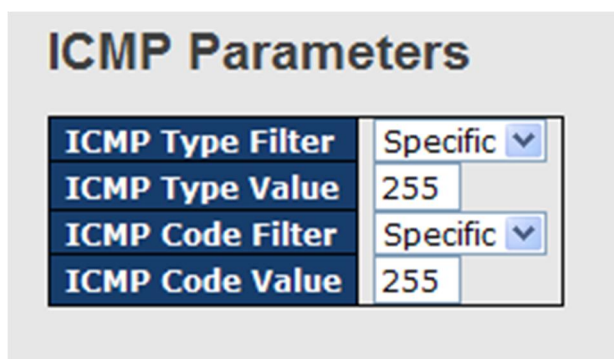 ICMP Parameters
ICMP Type Filter Specific
ICMP Type Value 255
ICMP Code Filter Specific
ICMP Code Value 255